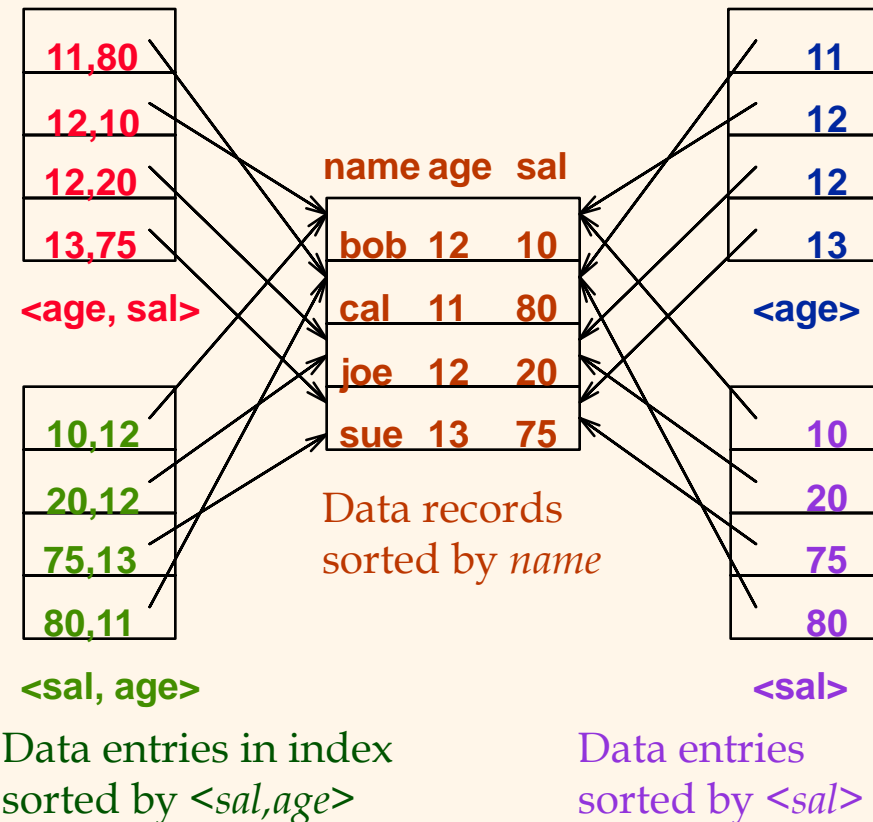 11,80
12,10
12,20
13,75
<age, sal>
10,12
20,12
75,13
80,11
<sal, age>
Data entries in index
sorted by <sal,age>
name age sal
bob 12 10
cal 11 80
joe 12 20
sue 13 75
Data records
sorted by name
11
12
12
13
<age>
10
20
75
80
<sal>
Data entries
sorted by <sal>